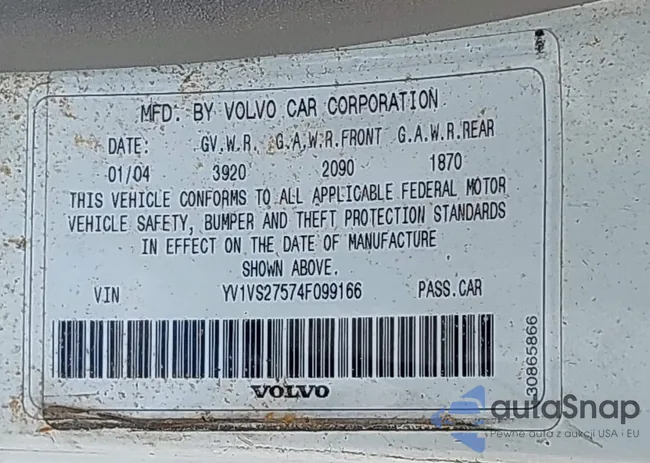 MFD. BY VOLVO CAR CORPORATION
DATE: GV.W.R. G.A.W.R.FRONT G.A.W.R.REAR
01/04 3920 2090 1870
THIS VEHICLE CONFORMS TO ALL APPLICABLE FEDERAL MOTOR
VEHICLE SAFETY, BUMPER AND THEFT PROTECTION STANDARDS
IN EFFECT ON THE DATE OF MANUFACTURE
SHOWN ABOVE.
VIN YV1VS27574F099166 PASS.CAR
VOLVO
30865866
autaSnap
Pewne auta z aukcji USA i EU